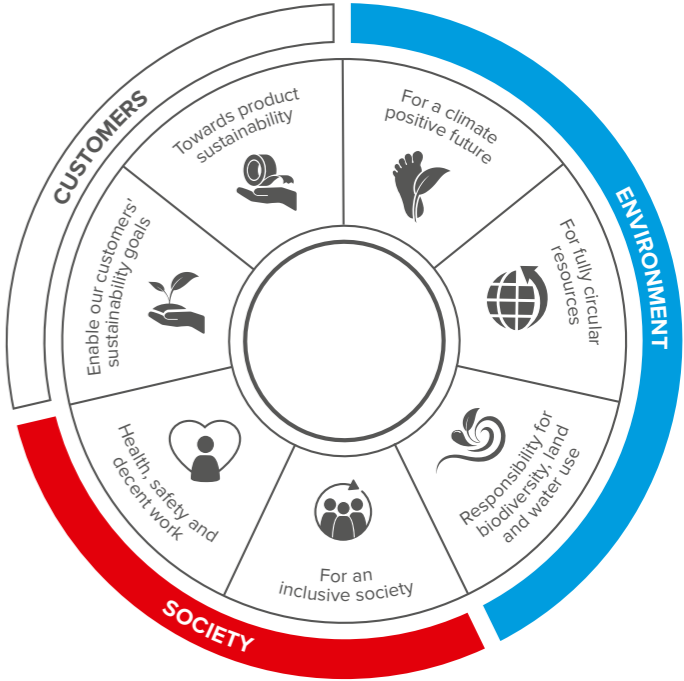 CUSTOMERS
Towards product
sustainability
For a climate
positive future
ENVIRONMENT
For fully circular
resources
Responsibility for
biodiversity, land
and water use
For an
inclusive society
SOCIETY
Health, safety and
decent work
Enable our customers'
sustainability goals